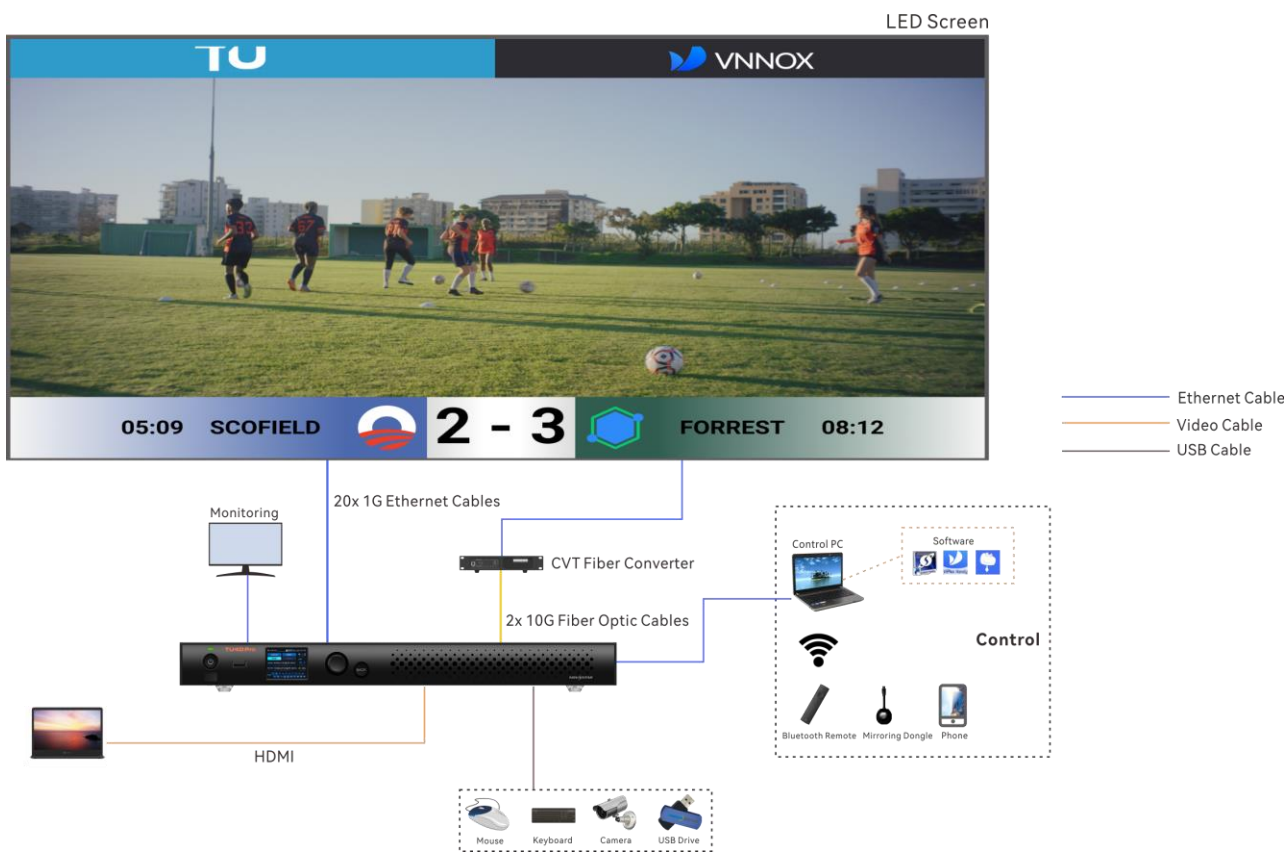 LED Screen
TU
VNNOX
05:09 SCOFIELD 2 - 3 FORREST 08:12
Ethernet Cable
Video Cable
USB Cable
20x 1G Ethernet Cables
Monitoring
CVT Fiber Converter
2x 10G Fiber Optic Cables
Control PC
Software
Control
Bluetooth Remote
Mirroring Dongle
Phone
HDMI
Mouse
Keyboard
Camera
USB Drive